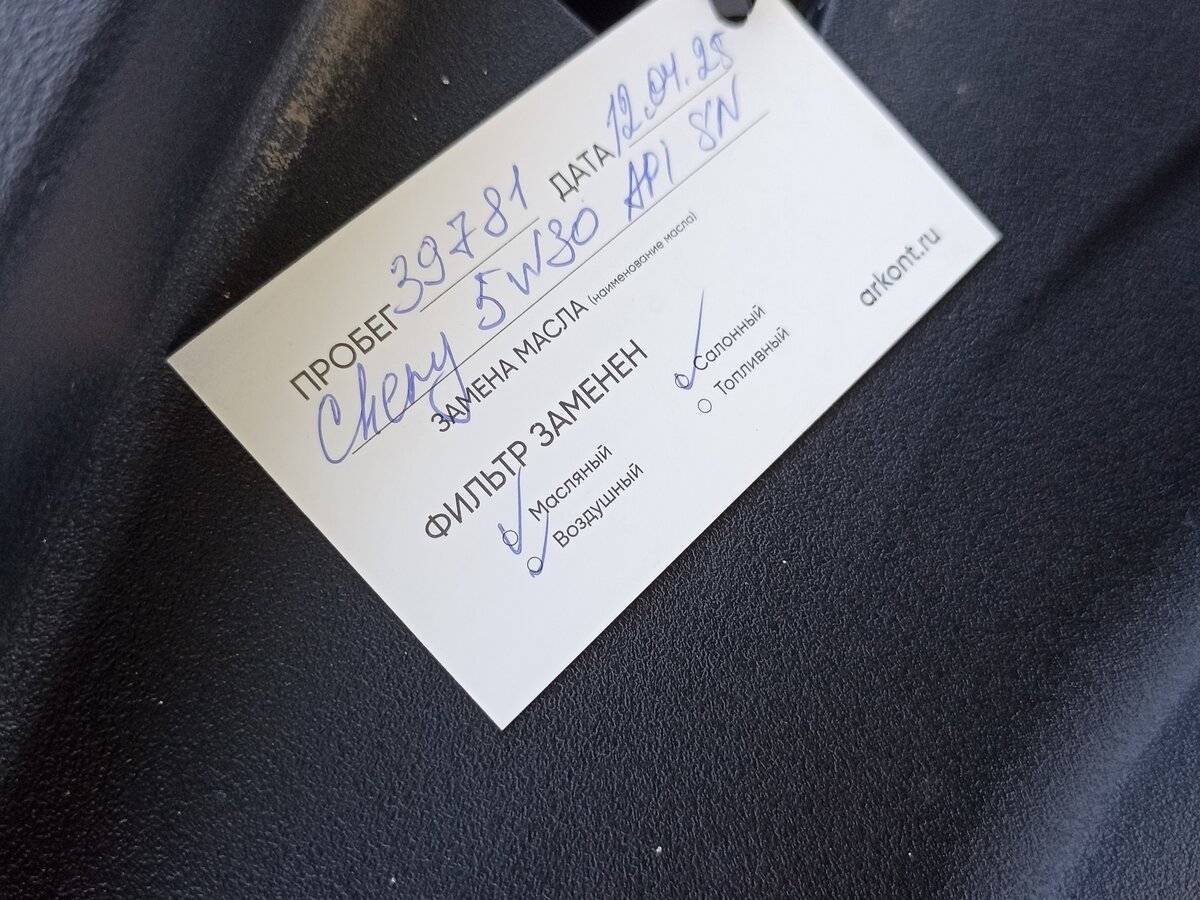 ПРОБЕГ 39781 ДАТА 12.04.25
Chery 5W30 API SN
ЗАМЕНА МАСЛА (наименование масла)
ФИЛЬТР ЗАМЕНЕН
Масляный
Воздушный
Салонный
Топливный
arkont.ru